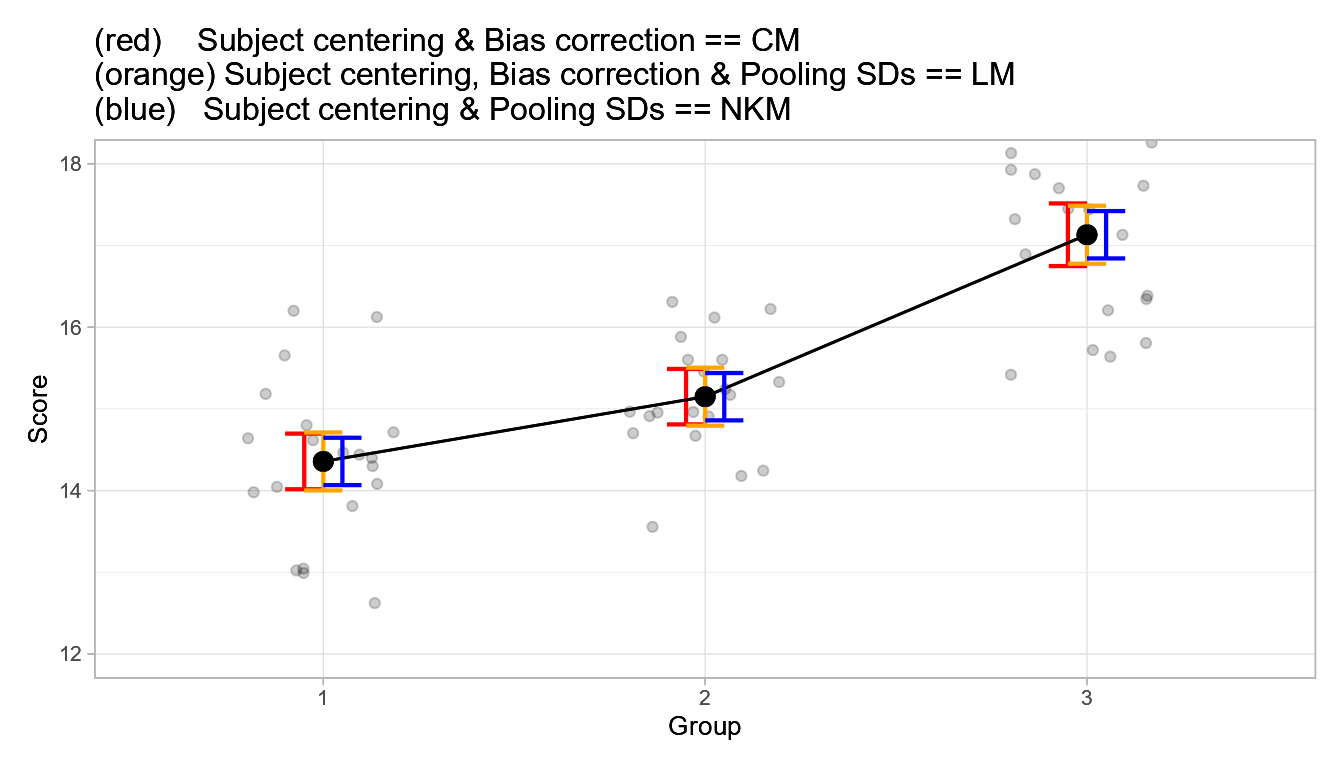 (red) Subject centering & Bias correction == CM
(orange) Subject centering, Bias correction & Pooling SDs == LM
(blue) Subject centering & Pooling SDs == NKM
18
16
14
12
Score
1 2 3
Group